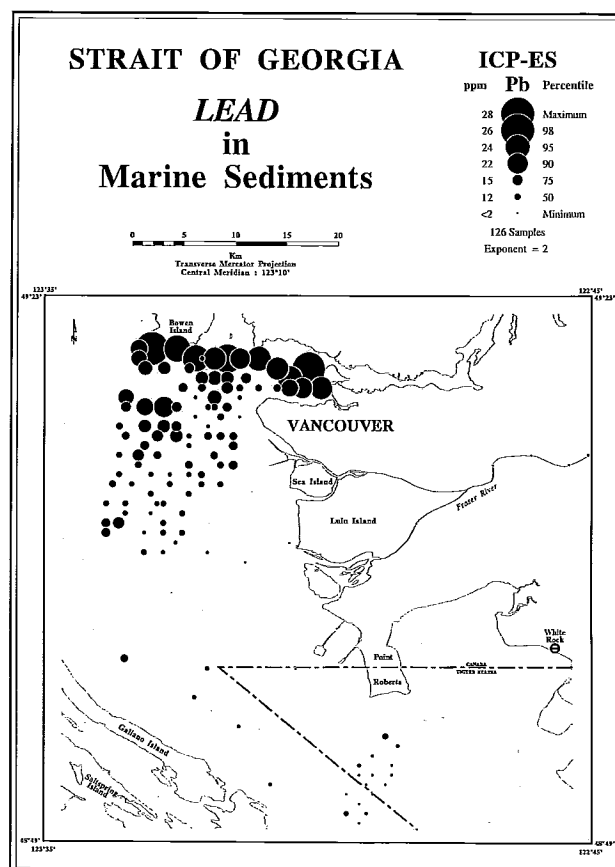 STRAIT OF GEORGIA
LEAD
in
Marine Sediments
ICP-ES
ppm Pb Percentile
28 Maximum
26 98
24 95
22 90
15 75
12 50
<2 Minimum
126 Samples
Exponent = 2
0 5 10 15 20
Km
Transverse Mercator Projection
Central Meridian : 123°10'
123°35' 122°45'
49°23' 49°23'
N
Bowen
Island
VANCOUVER
Sea Island
Lulu Island
Fraser River
White
Rock
Point
Roberts
CANADA
UNITED STATES
Galiano Island
Saltspring
Island
48°49' 48°49'
123°35' 122°45'